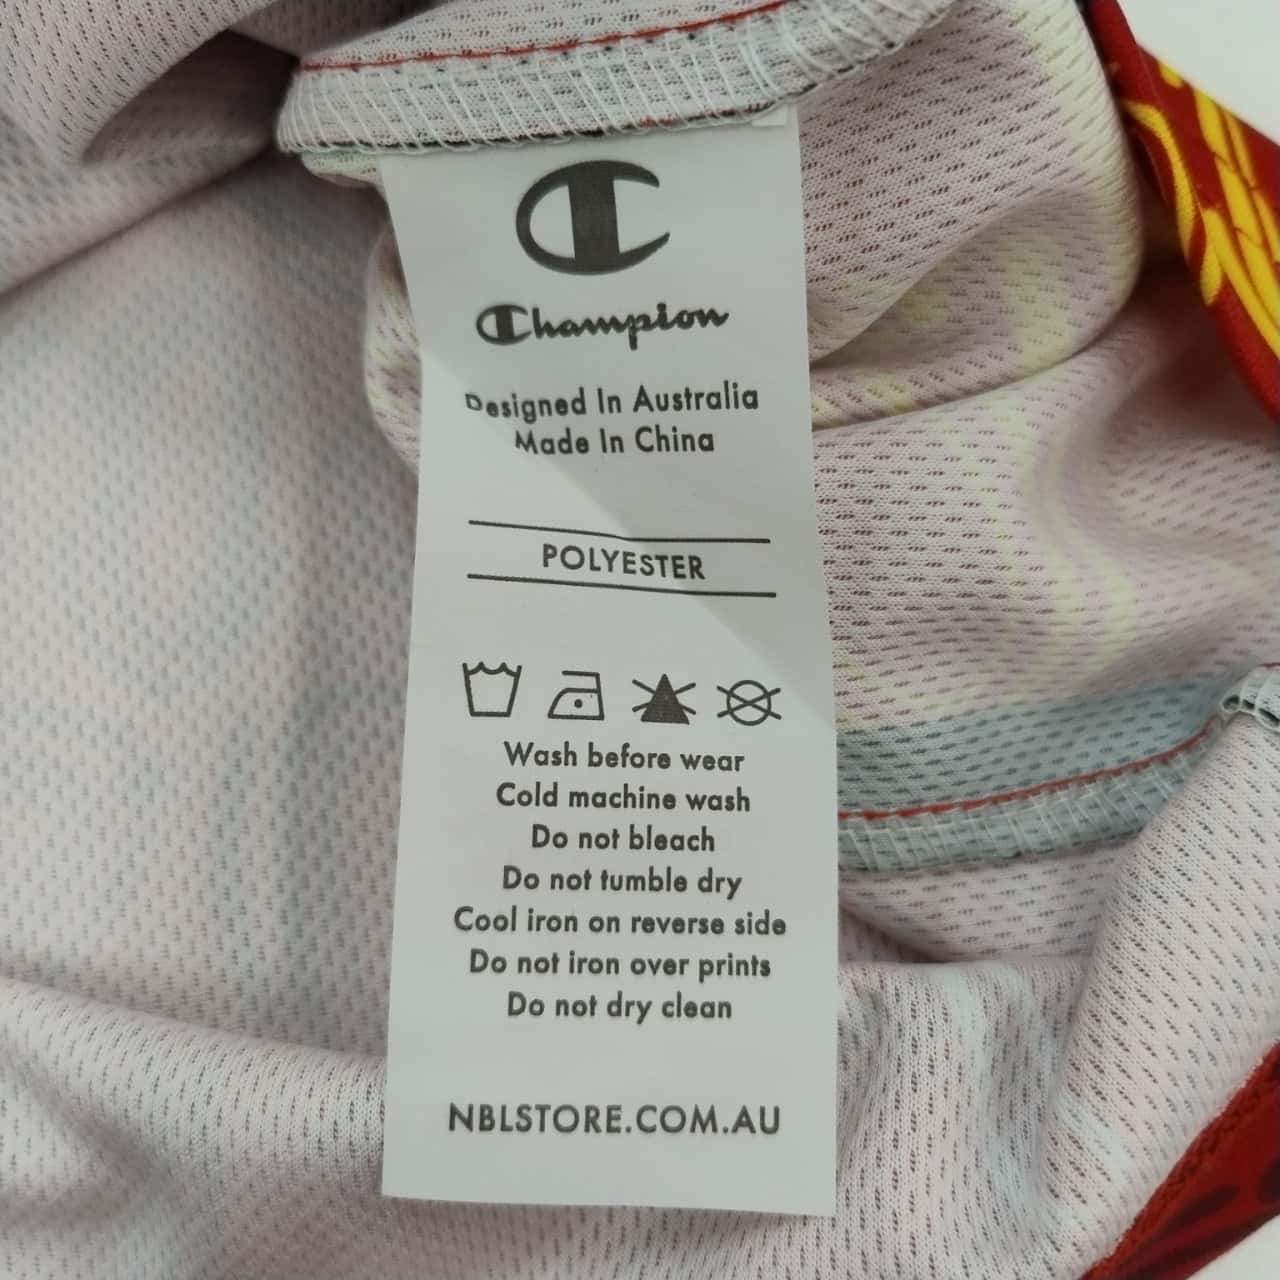 Champion
Designed In Australia
Made In China
POLYESTER
Wash before wear
Cold machine wash
Do not bleach
Do not tumble dry
Cool iron on reverse side
Do not iron over prints
Do not dry clean
NBLSTORE.COM.AU